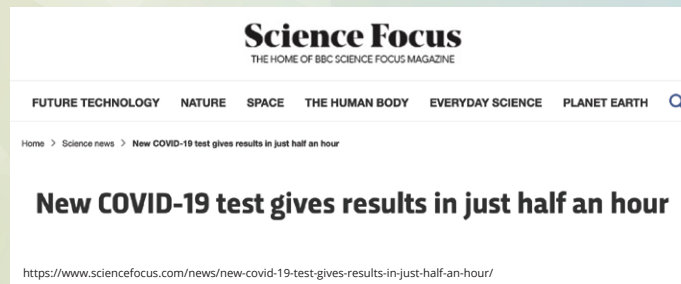 Science Focus
THE HOME OF BBC SCIENCE FOCUS MAGAZINE
FUTURE TECHNOLOGY NATURE SPACE THE HUMAN BODY EVERYDAY SCIENCE PLANET EARTH
Home > Science news > New COVID-19 test gives results in just half an hour
New COVID-19 test gives results in just half an hour
https://www.sciencefocus.com/news/new-covid-19-test-gives-results-in-just-half-an-hour/